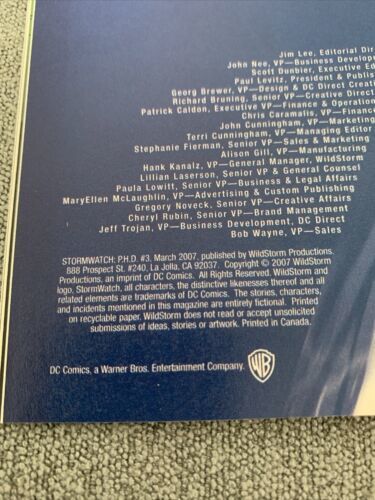 Jim Lee, Editorial Dir
John Nee, VP—Business Develop
Scott Dunbier, Executive Edi
Paul Levitz, President & Publis
Georg Brewer, VP—Design & DC Direct Creati
Richard Bruning, Senior VP—Creative Direct
Patrick Caldon, Executive VP—Finance & Operation
Chris Caramalis, VP—Finance
John Cunningham, VP—Marketing
Terri Cunningham, VP—Managing Editor
Stephanie Fierman, Senior VP—Sales & Marketing
Alison Gill, VP—Manufacturing
Hank Kanalz, VP—General Manager, WildStorm
Lillian Laserson, Senior VP & General Counsel
Paula Lowitt, Senior VP—Business & Legal Affairs
MaryEllen McLaughlin, VP—Advertising & Custom Publishing
Gregory Noveck, Senior VP—Creative Affairs
Cheryl Rubin, Senior VP—Brand Management
Jeff Trojan, VP—Business Development, DC Direct
Bob Wayne, VP—Sales
STORMWATCH: P.H.D. #3, March 2007, published by WildStorm Productions.
888 Prospect St. #240, La Jolla, CA 92037. Copyright © 2007 WildStorm
Productions, an imprint of DC Comics. All Rights Reserved. WildStorm and
logo, StormWatch, all characters, the distinctive likenesses thereof and all
related elements are trademarks of DC Comics. The stories, characters,
and incidents mentioned in this magazine are entirely fictional. Printed
on recyclable paper. WildStorm does not read or accept unsolicited
submissions of ideas, stories or artwork. Printed in Canada.
DC Comics, a Warner Bros. Entertainment Company.
WB